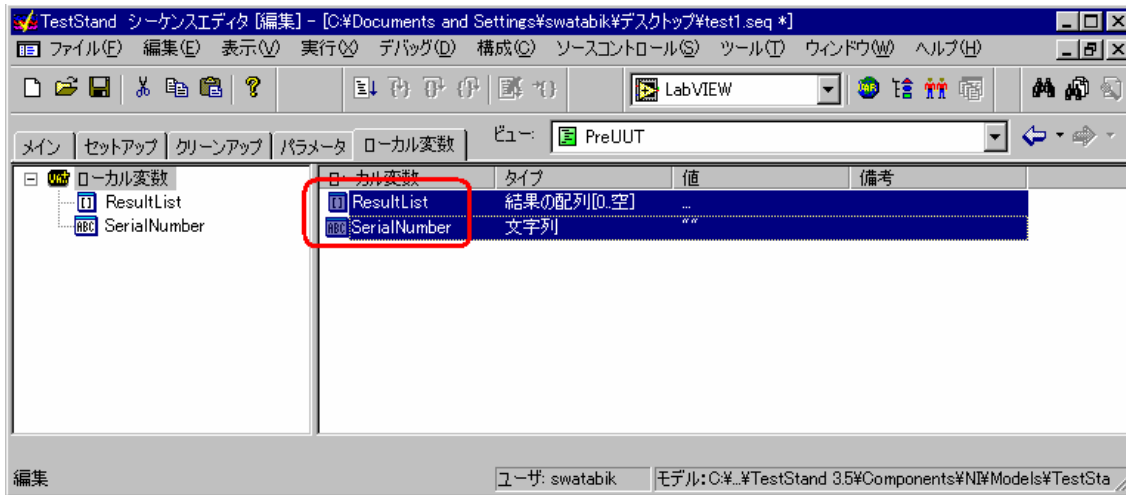 TestStand シーケンスエディタ [編集] - [C:¥Documents and Settings¥swatabik¥デスクトップ¥test1.seq *]
ファイル(F) 編集(E) 表示(V) 実行(X) デバッグ(D) 構成(C) ソースコントロール(S) ツール(T) ウィンドウ(W) ヘルプ(H)
LabVIEW
メイン セットアップ クリーンアップ パラメータ ローカル変数 ビュー: PreUUT
ローカル変数 ローカル変数 タイプ 値 備考
ResultList ResultList 結果の配列[0..空] ...
SerialNumber SerialNumber 文字列 ""
編集 ユーザ: swatabik モデル: C:¥...¥TestStand 3.5¥Components¥NI¥Models¥TestSta